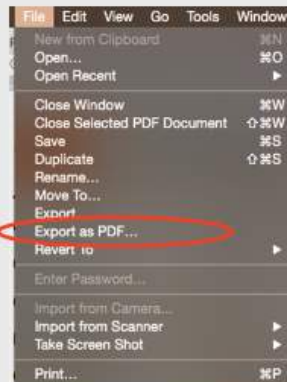 File Edit View Go Tools Window
New from Clipboard ⌘N
Open... ⌘O
Open Recent ▶
Close Window ⌘W
Close Selected PDF Document ⇧⌘W
Save ⌘S
Duplicate ⇧⌘S
Rename...
Move To...
Export
Export as PDF...
Revert To ▶
Enter Password...
Import from Camera...
Import from Scanner ▶
Take Screen Shot ▶
Print... ⌘P